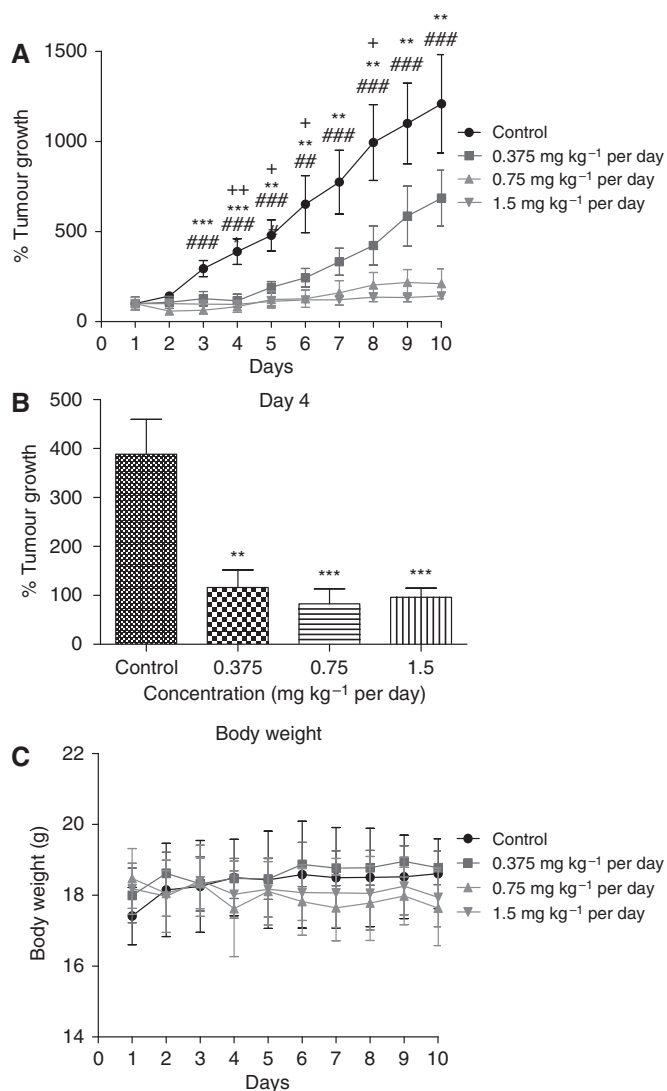 A
% Tumour growth
1500
1000
500
0
+
**
**
**
###
###
+
**
###
**
###
+
**
##
+
**
###
#
++
***
###
***
###
0 1 2 3 4 5 6 7 8 9 10
Days
Control
0.375 mg kg⁻¹ per day
0.75 mg kg⁻¹ per day
1.5 mg kg⁻¹ per day
B
Day 4
% Tumour growth
500
400
300
200
100
0
**
***
***
Control 0.375 0.75 1.5
Concentration (mg kg⁻¹ per day)
Body weight
C
Body weight (g)
22
20
18
16
14
0 1 2 3 4 5 6 7 8 9 10
Days
Control
0.375 mg kg⁻¹ per day
0.75 mg kg⁻¹ per day
1.5 mg kg⁻¹ per day